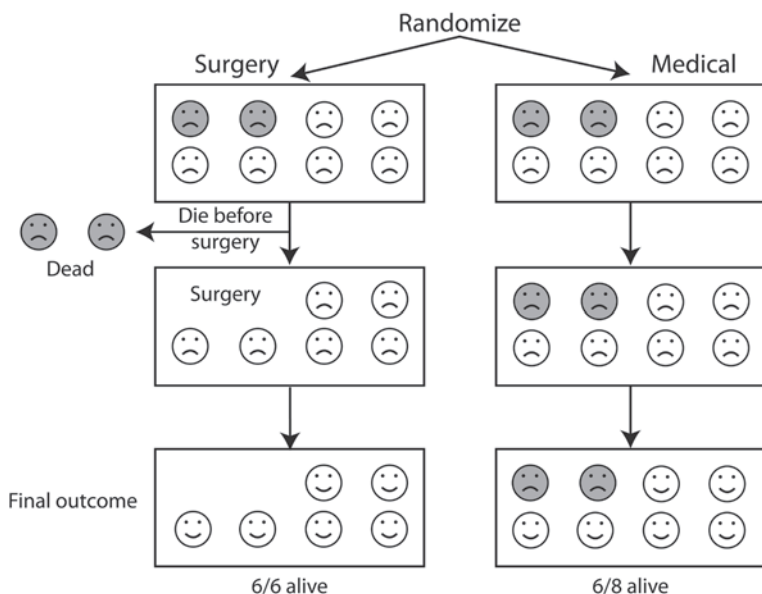 Randomize
Surgery
Medical
Die before
surgery
Dead
Surgery
Final outcome
6/6 alive
6/8 alive